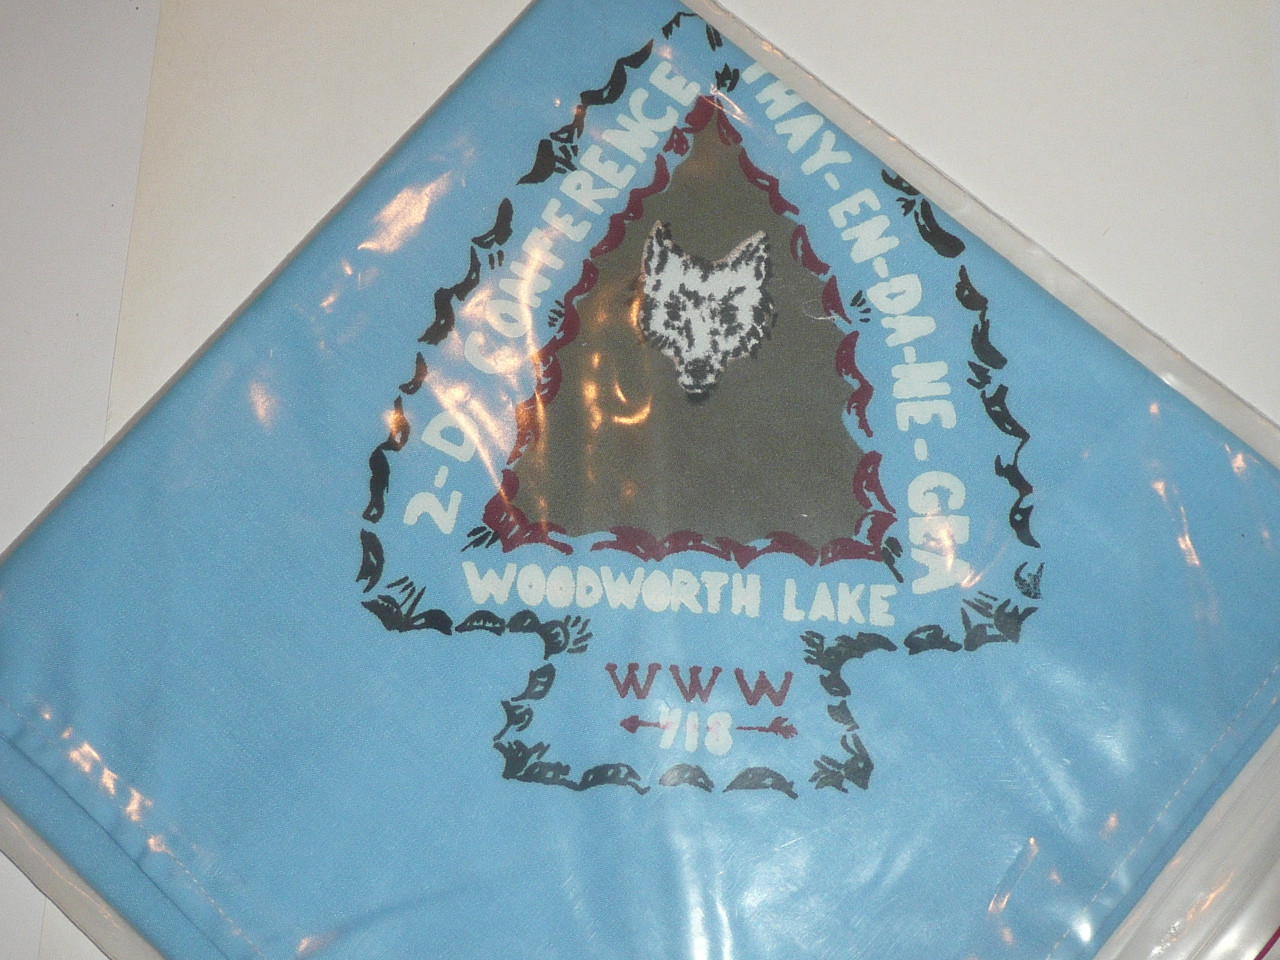 2-D CONFERENCE
THAY-EN-DA-NE-GEA
WOODWORTH LAKE
WWW
718